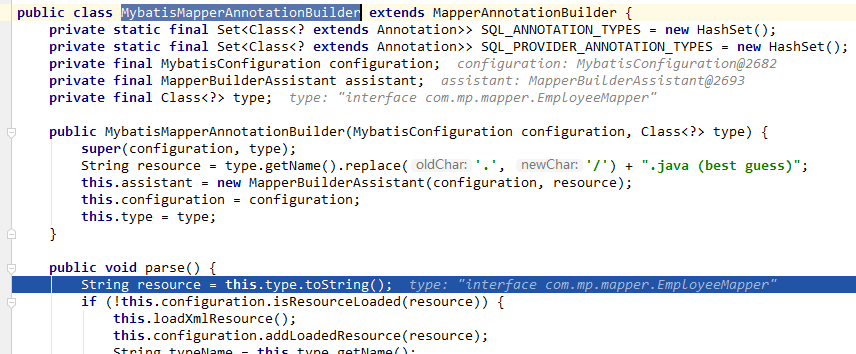 public class MybatisMapperAnnotationBuilder extends MapperAnnotationBuilder {
private static final Set<Class<? extends Annotation>> SQL_ANNOTATION_TYPES = new HashSet();
private static final Set<Class<? extends Annotation>> SQL_PROVIDER_ANNOTATION_TYPES = new HashSet();
private final MybatisConfiguration configuration; configuration: MybatisConfiguration@2682
private final MapperBuilderAssistant assistant; assistant: MapperBuilderAssistant@2693
private final Class<?> type; type: "interface com.mp.mapper.EmployeeMapper"
public MybatisMapperAnnotationBuilder(MybatisConfiguration configuration, Class<?> type) {
super(configuration, type);
String resource = type.getName().replace( oldChar: '.', newChar: '/') + ".java (best guess)";
this.assistant = new MapperBuilderAssistant(configuration, resource);
this.configuration = configuration;
this.type = type;
}
public void parse() {
String resource = this.type.toString(); type: "interface com.mp.mapper.EmployeeMapper"
if (!this.configuration.isResourceLoaded(resource)) {
this.loadXmlResource();
this.configuration.addLoadedResource(resource);
String typeName = this.type.getName();